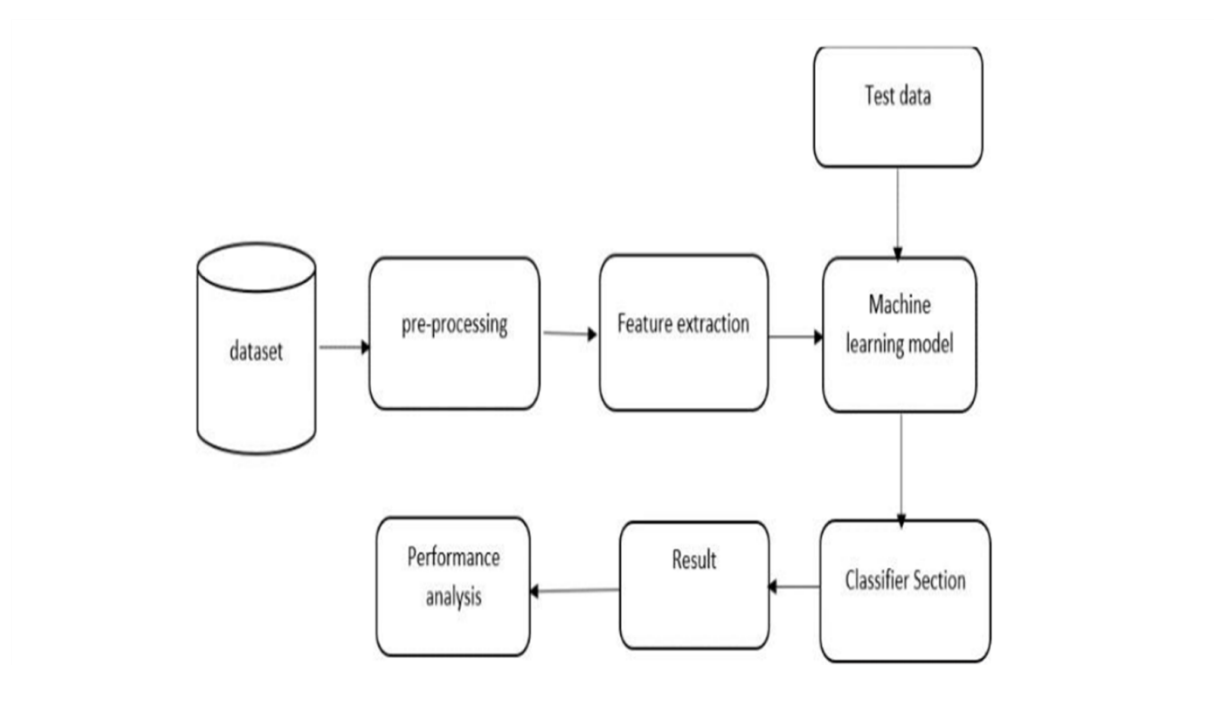 Test data
dataset
pre-processing
Feature extraction
Machine
learning model
Performance
analysis
Result
Classifier Section